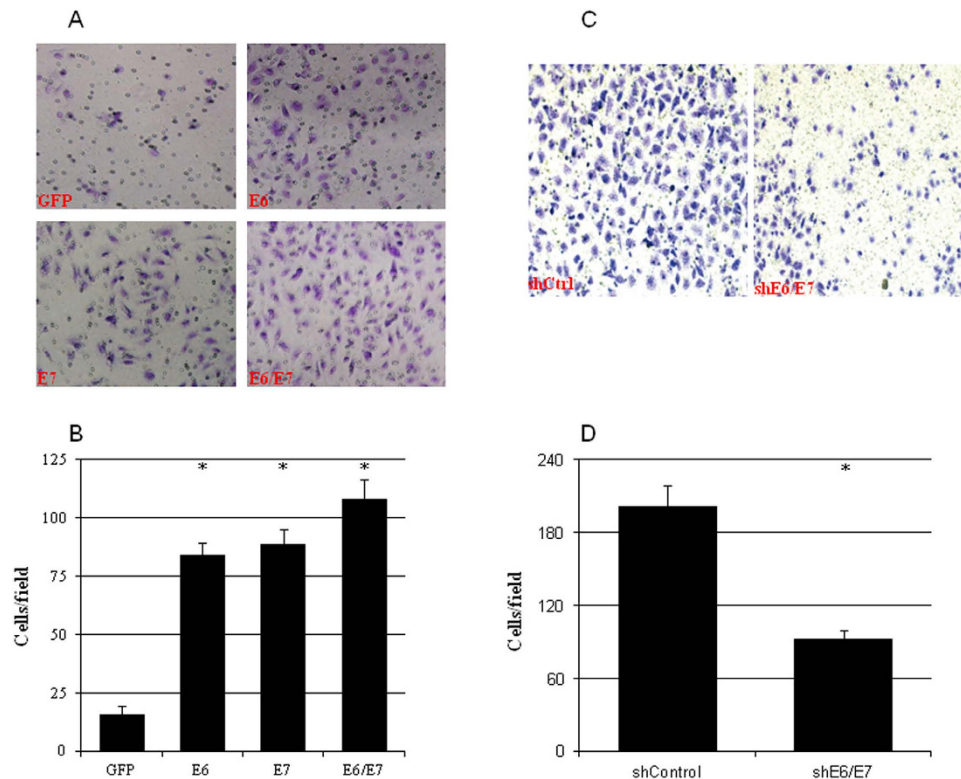 A
GFP
E6
E7
E6/E7
C
shCtrl
shE6/E7
B
125
100
75
50
25
0
Cells/field
* * *
GFP E6 E7 E6/E7
D
240
180
120
60
0
Cells/field
*
shControl shE6/E7